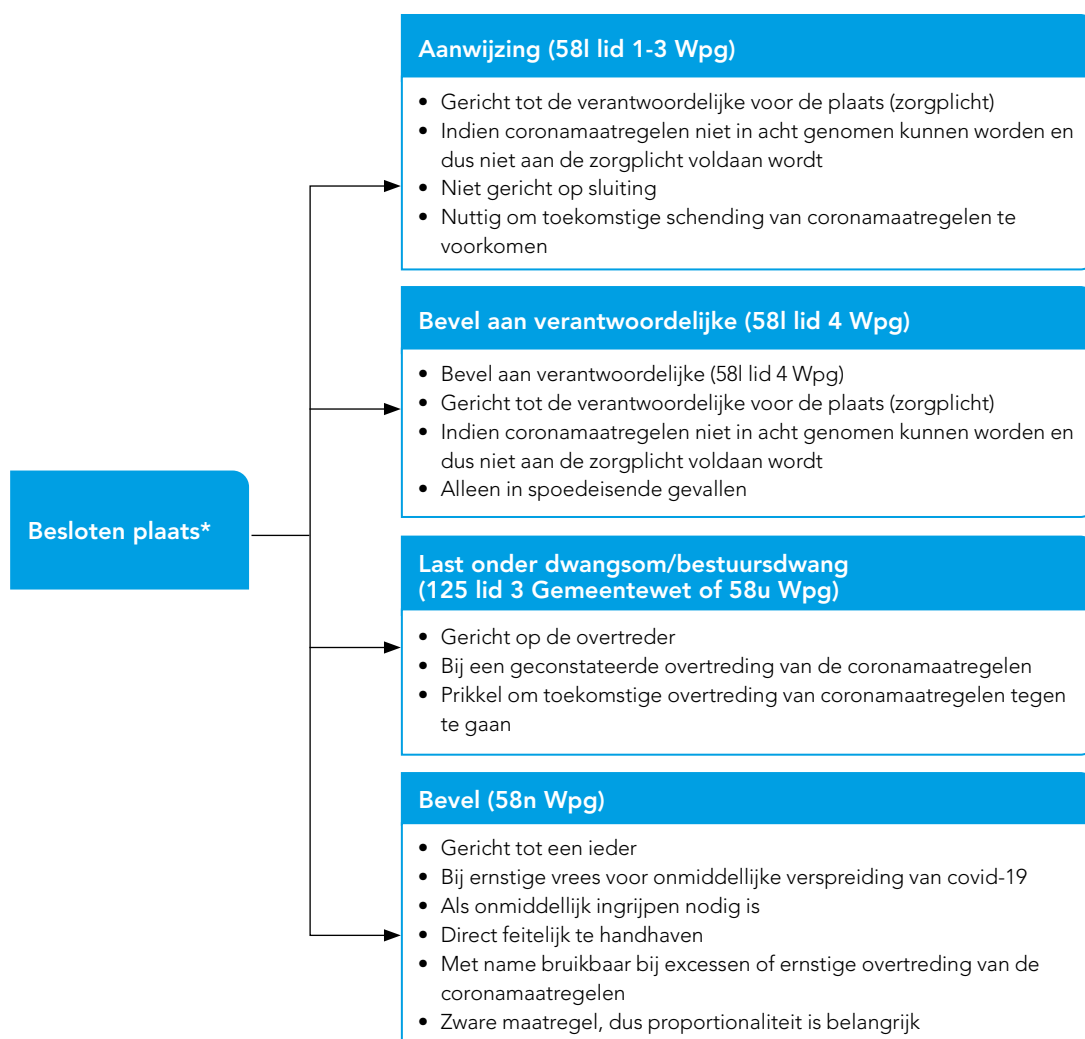 Aanwijzing (58l lid 1-3 Wpg)
• Gericht tot de verantwoordelijke voor de plaats (zorgplicht)
• Indien coronamaatregelen niet in acht genomen kunnen worden en
dus niet aan de zorgplicht voldaan wordt
• Niet gericht op sluiting
• Nuttig om toekomstige schending van coronamaatregelen te
voorkomen
Bevel aan verantwoordelijke (58l lid 4 Wpg)
• Bevel aan verantwoordelijke (58l lid 4 Wpg)
• Gericht tot de verantwoordelijke voor de plaats (zorgplicht)
• Indien coronamaatregelen niet in acht genomen kunnen worden en
dus niet aan de zorgplicht voldaan wordt
• Alleen in spoedeisende gevallen
Besloten plaats*
Last onder dwangsom/bestuursdwang
(125 lid 3 Gemeentewet of 58u Wpg)
• Gericht op de overtreder
• Bij een geconstateerde overtreding van de coronamaatregelen
• Prikkel om toekomstige overtreding van coronamaatregelen tegen
te gaan
Bevel (58n Wpg)
• Gericht tot een ieder
• Bij ernstige vrees voor onmiddellijke verspreiding van covid-19
• Als onmiddellijk ingrijpen nodig is
• Direct feitelijk te handhaven
• Met name bruikbaar bij excessen of ernstige overtreding van de
coronamaatregelen
• Zware maatregel, dus proportionaliteit is belangrijk